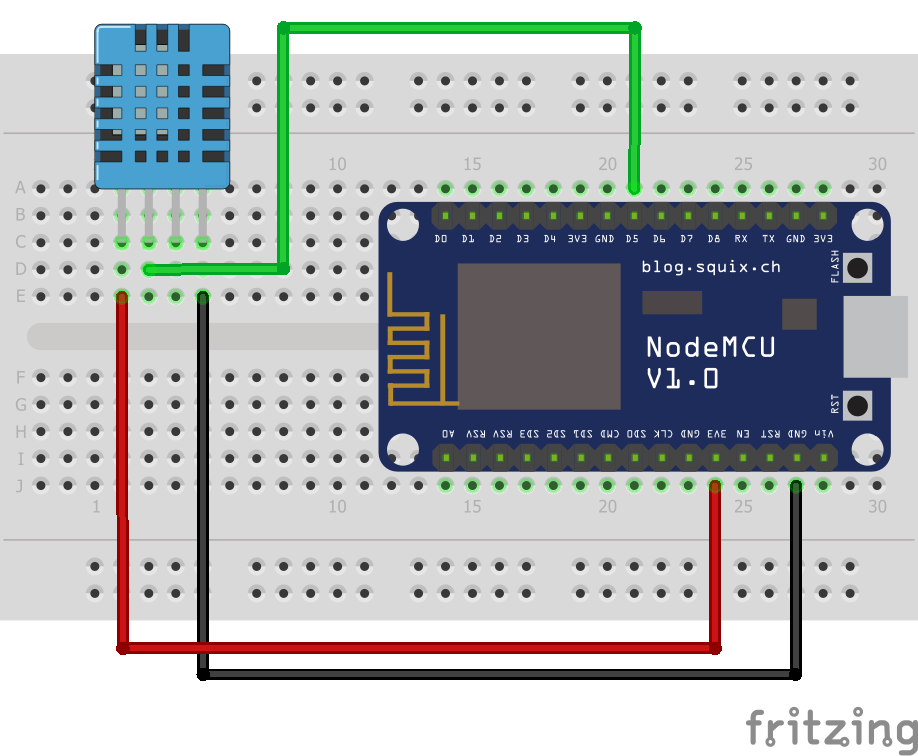 10 15 20 25 30
A
B
C
D
E
D0 D1 D2 D3 D4 3V3 GND D5 D6 D7 D8 RX TX GND 3V3
FLASH
blog.squix.ch
NodeMCU
V1.0
RST
A0 RSV RSV SD3 SD2 SD1 CMD SD0 CLK GND 3V3 EN RST GND Vin
F
G
H
I
J
1 10 15 20 25 30
fritzing